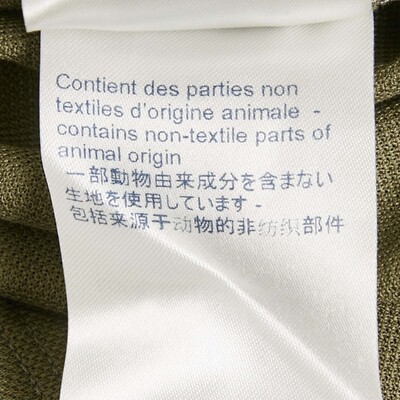 Contient des parties non
textiles d'origine animale -
contains non-textile parts of
animal origin
一部動物由来成分を含まない
生地を使用しています -
包括来源于动物的非纺织部件